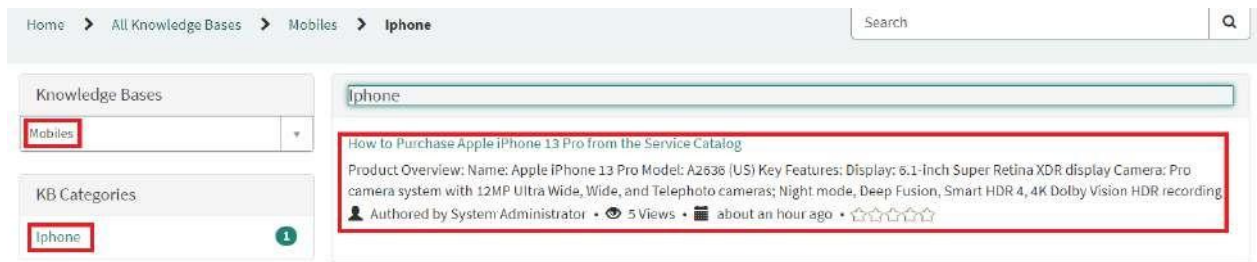 Home > All Knowledge Bases > Mobiles > Iphone
Search
Knowledge Bases
Mobiles
KB Categories
Iphone 1
Iphone
How to Purchase Apple iPhone 13 Pro from the Service Catalog
Product Overview: Name: Apple iPhone 13 Pro Model: A2636 (US) Key Features: Display: 6.1-inch Super Retina XDR display Camera: Pro
camera system with 12MP Ultra Wide, Wide, and Telephoto cameras; Night mode, Deep Fusion, Smart HDR 4, 4K Dolby Vision HDR recording
Authored by System Administrator • 5 Views • about an hour ago •